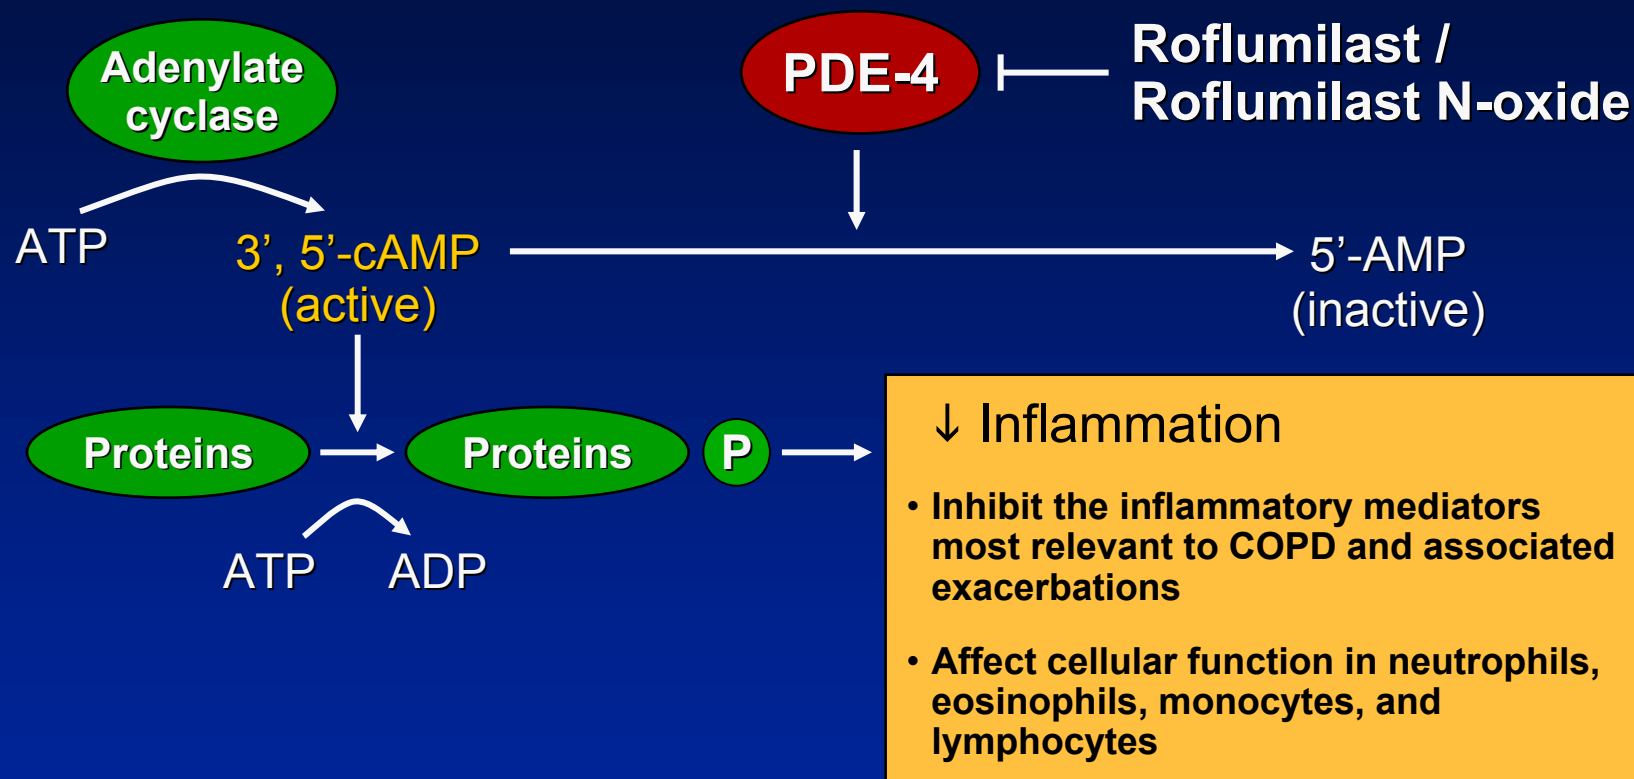 Adenylate
cyclase
PDE-4
Roflumilast /
Roflumilast N-oxide
ATP
3’, 5’-cAMP
(active)
5’-AMP
(inactive)
Proteins
Proteins
P
ATP
ADP
↓ Inflammation
• Inhibit the inflammatory mediators
most relevant to COPD and associated
exacerbations
• Affect cellular function in neutrophils,
eosinophils, monocytes, and
lymphocytes